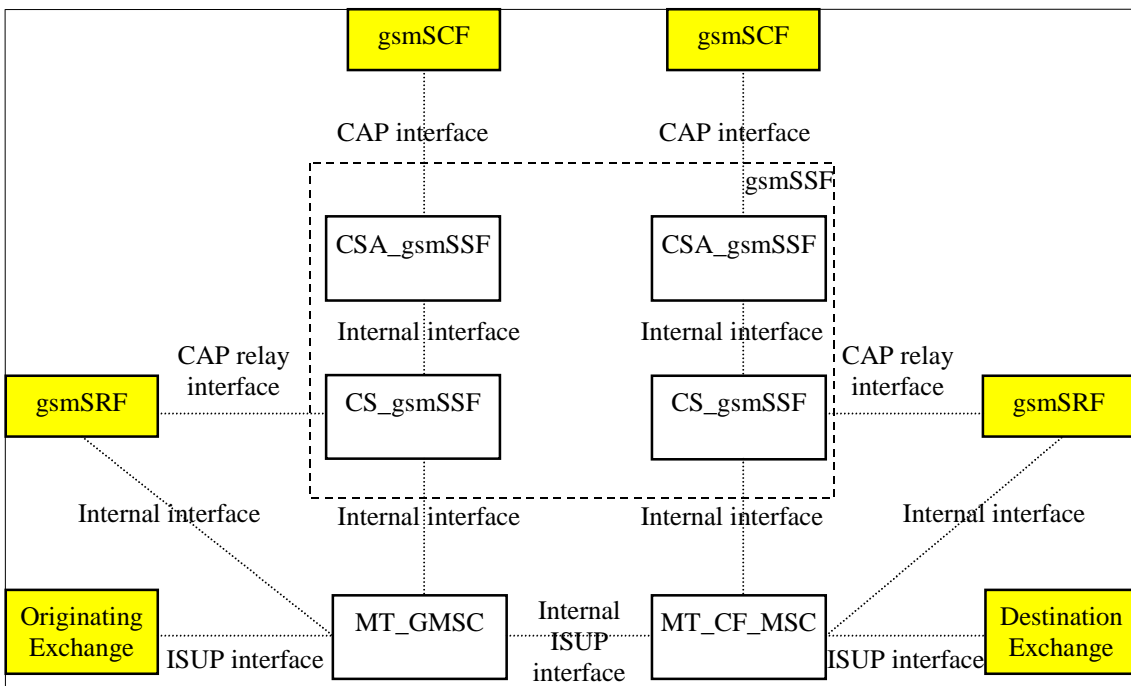 gsmSCF
gsmSCF
CAP interface
CAP interface
gsmSSF
CSA_gsmSSF
CSA_gsmSSF
Internal interface
Internal interface
CAP relay
interface
CAP relay
interface
gsmSRF
CS_gsmSSF
CS_gsmSSF
gsmSRF
Internal interface
Internal interface
Internal interface
Internal interface
Originating
Exchange
MT_GMSC
Internal
ISUP
interface
MT_CF_MSC
Destination
Exchange
ISUP interface
ISUP interface